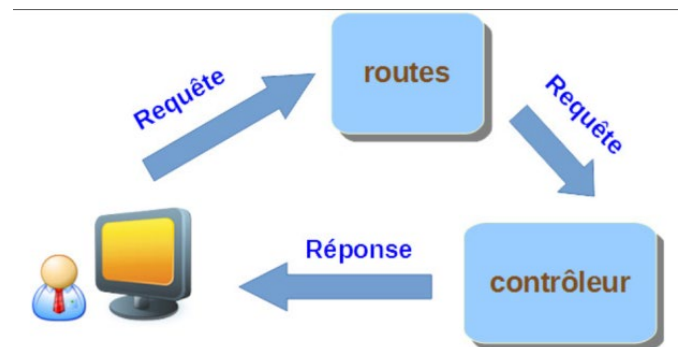 routes
Requête
Requête
Réponse
contrôleur